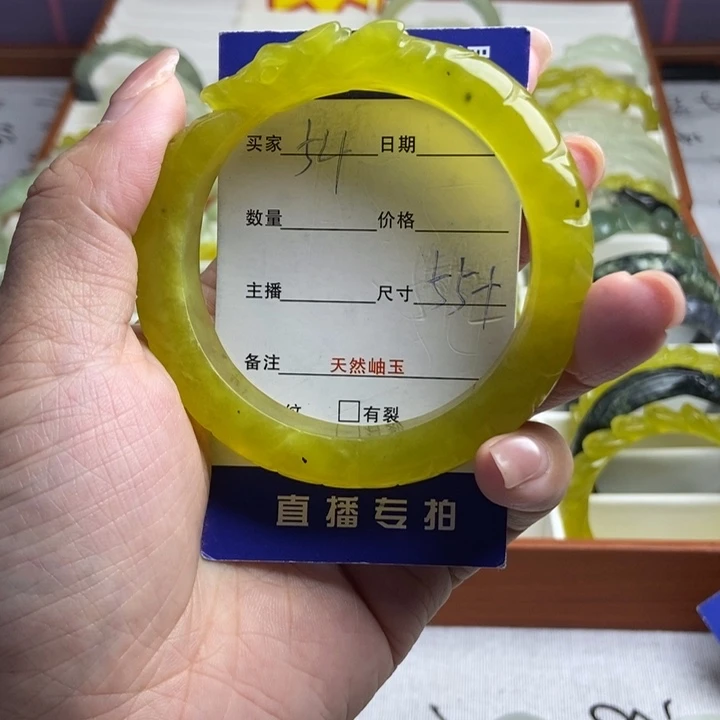 买家 54 日期
数量 价格
主播 尺寸 55+
备注 天然岫玉
纹 □有裂
直播专拍